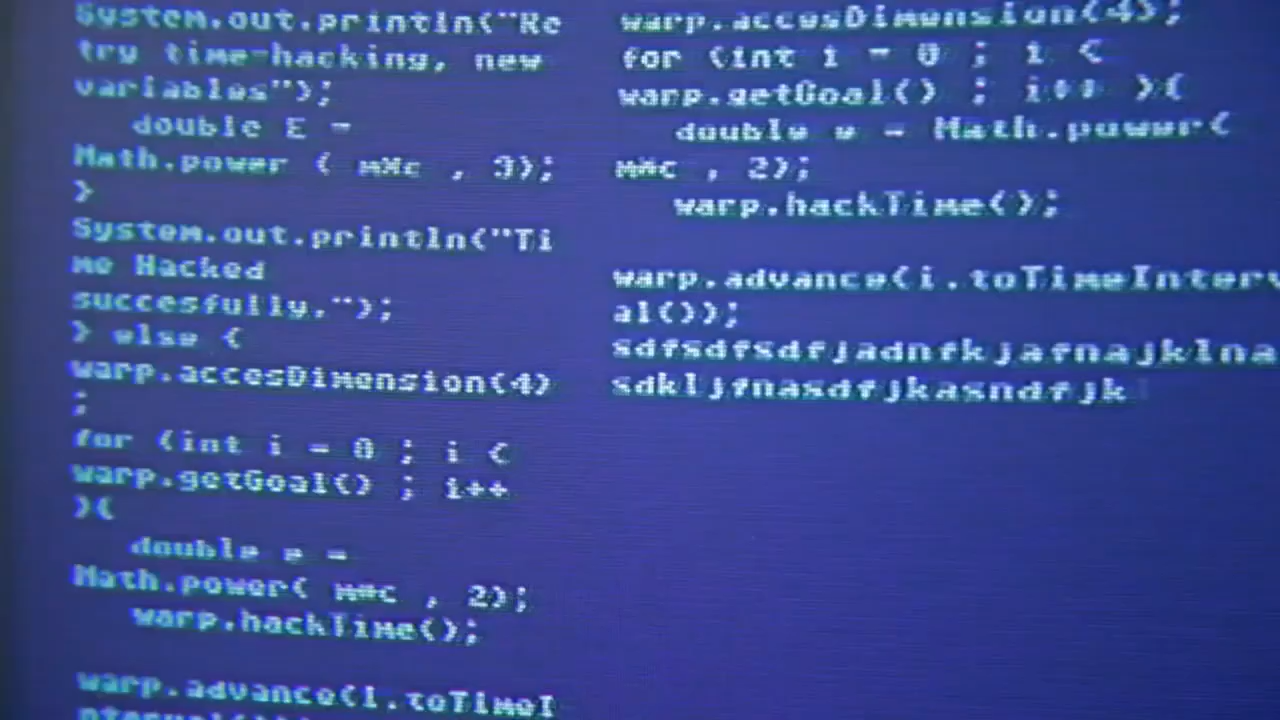 System.out.println("Re
try time-hacking, new
variables");
double E =
Math.power ( m*c , 3);
}
System.out.println("Ti
me Hacked
succesfully.");
} else {
warp.accesDimension(4)
;
for (int i = 0 ; i <
warp.getGoal() ; i++
){
double e =
Math.power( m*c , 2);
warp.hackTime();
warp.advance(i.toTimeI
nterval());
warp.accesDimension(4);
for (int i = 0 ; i <
warp.getGoal() ; i++ ){
double e = Math.power(
m*c , 2);
warp.hackTime();
warp.advance(i.toTimeInterv
al());
sdfsdfsdfjadnfkjafnajklna
sdkljfnasdfjkasndfjk